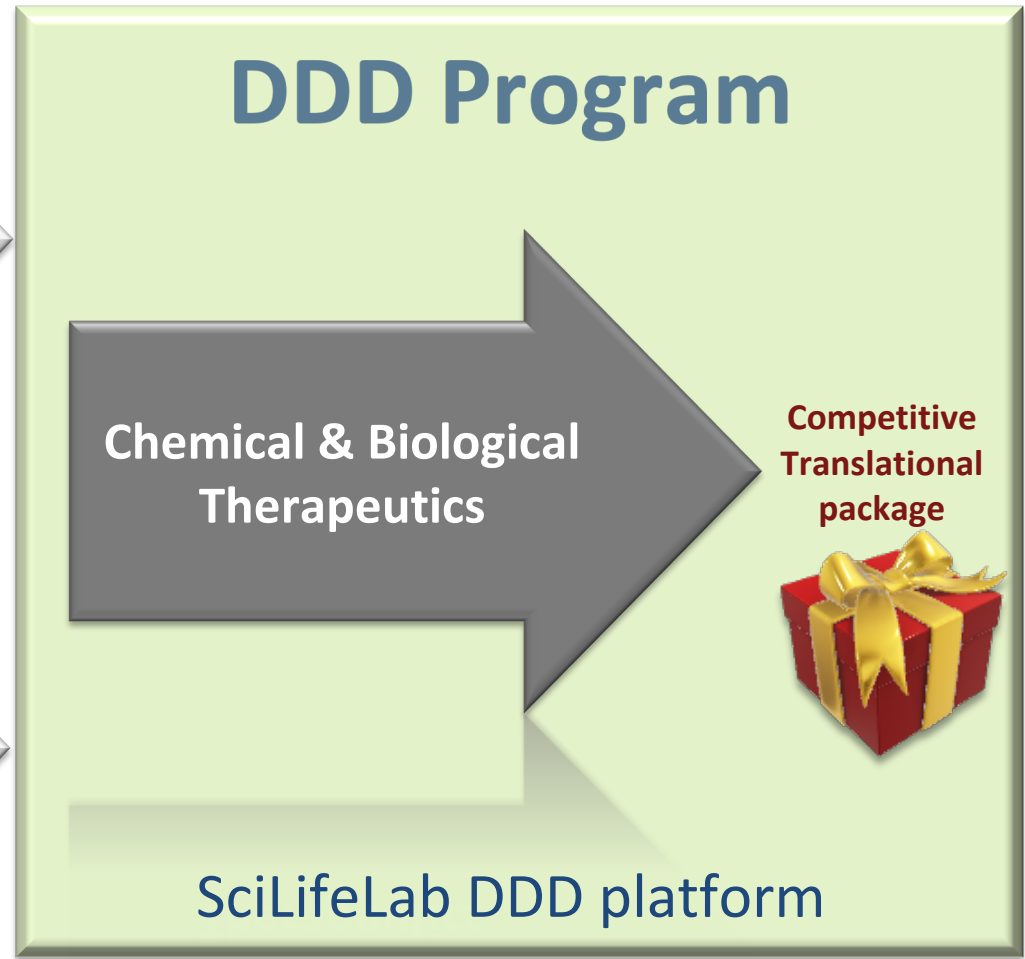 DDD Program
Chemical & Biological
Therapeutics
Competitive
Translational
package
SciLifeLab DDD platform